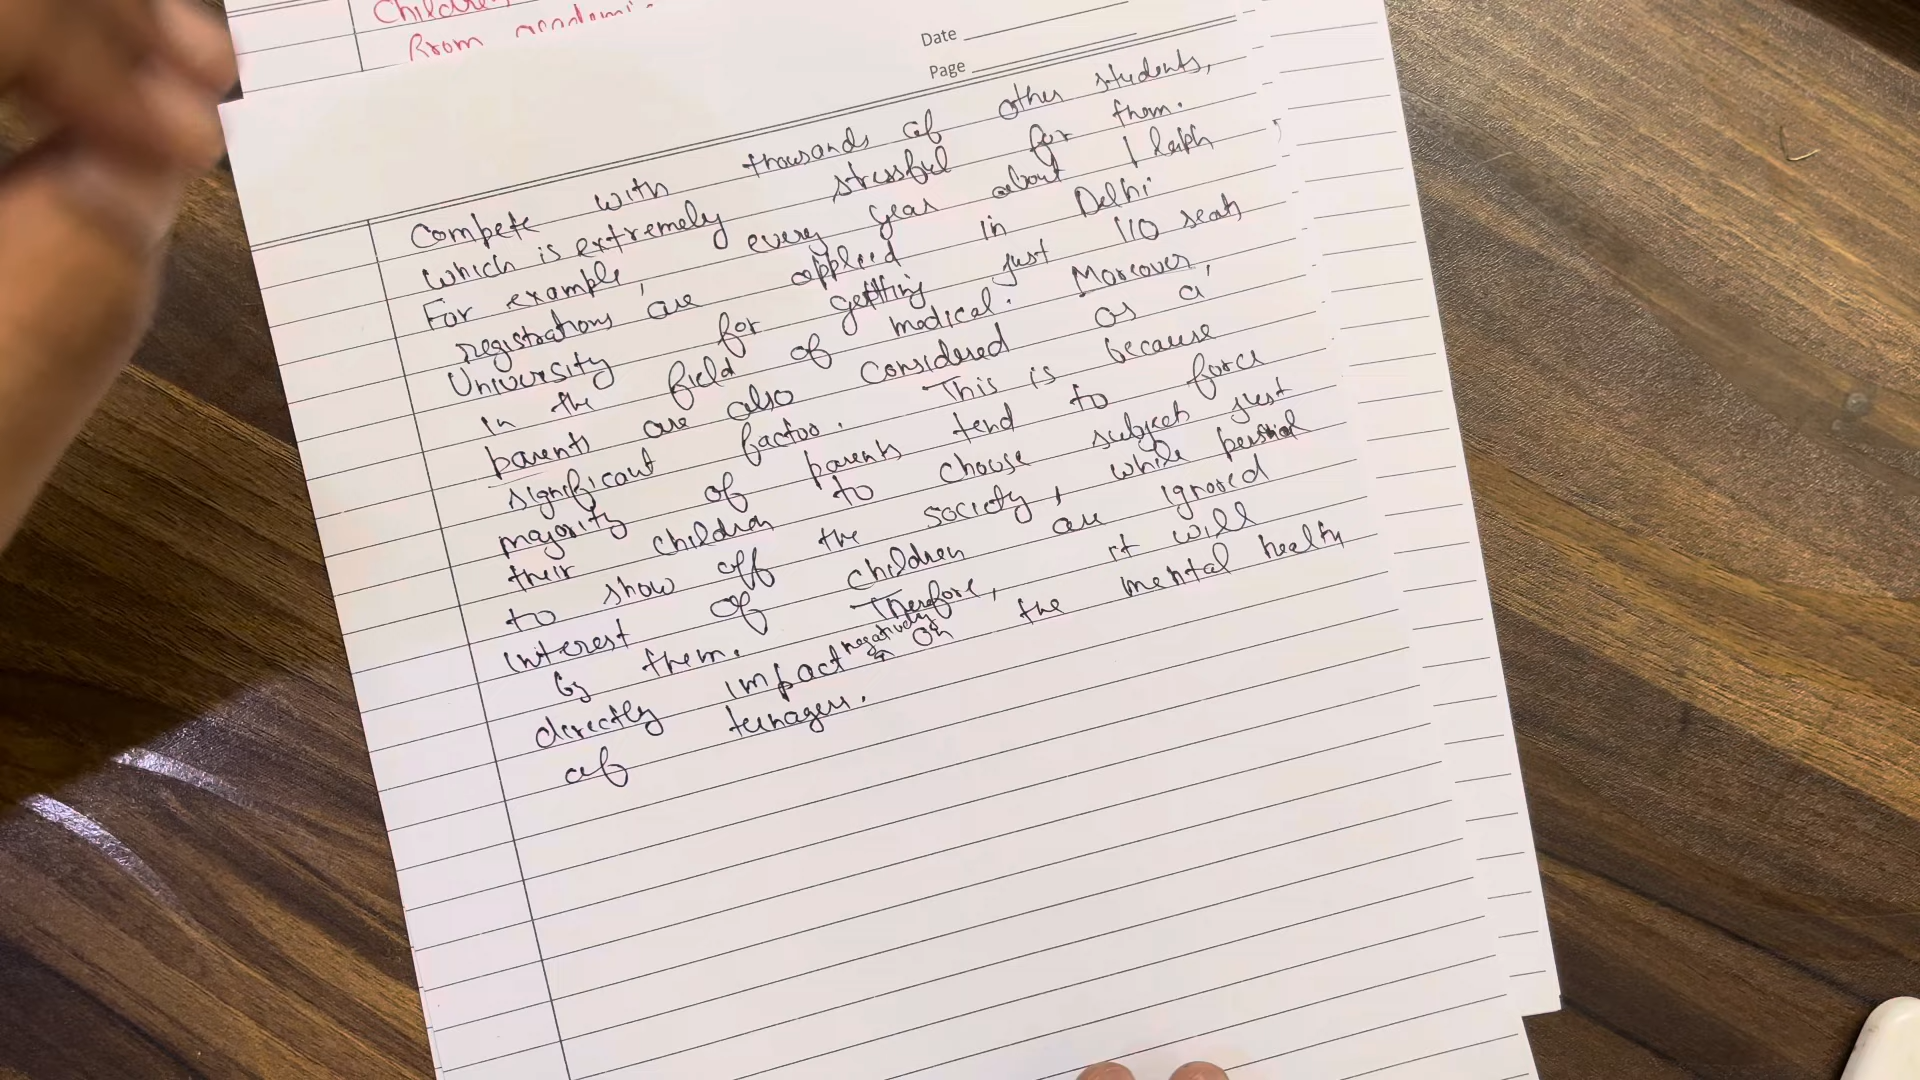 Children
From academi
Date
Page
compete with thousands of other students,
which is extremely stressful for them.
For example, every year about 1 lakh
registrations are applied in Delhi
University for getting just 110 seats
in the field of medical. Moreover,
parents are also considered as a
significant factor. This is because
majority of parents tend to force
their children to choose subject just
to show off the society, while personal
interest of children are ignored
by them. Therefore, it will
directly impact negatively on the mental health
of teenagers.